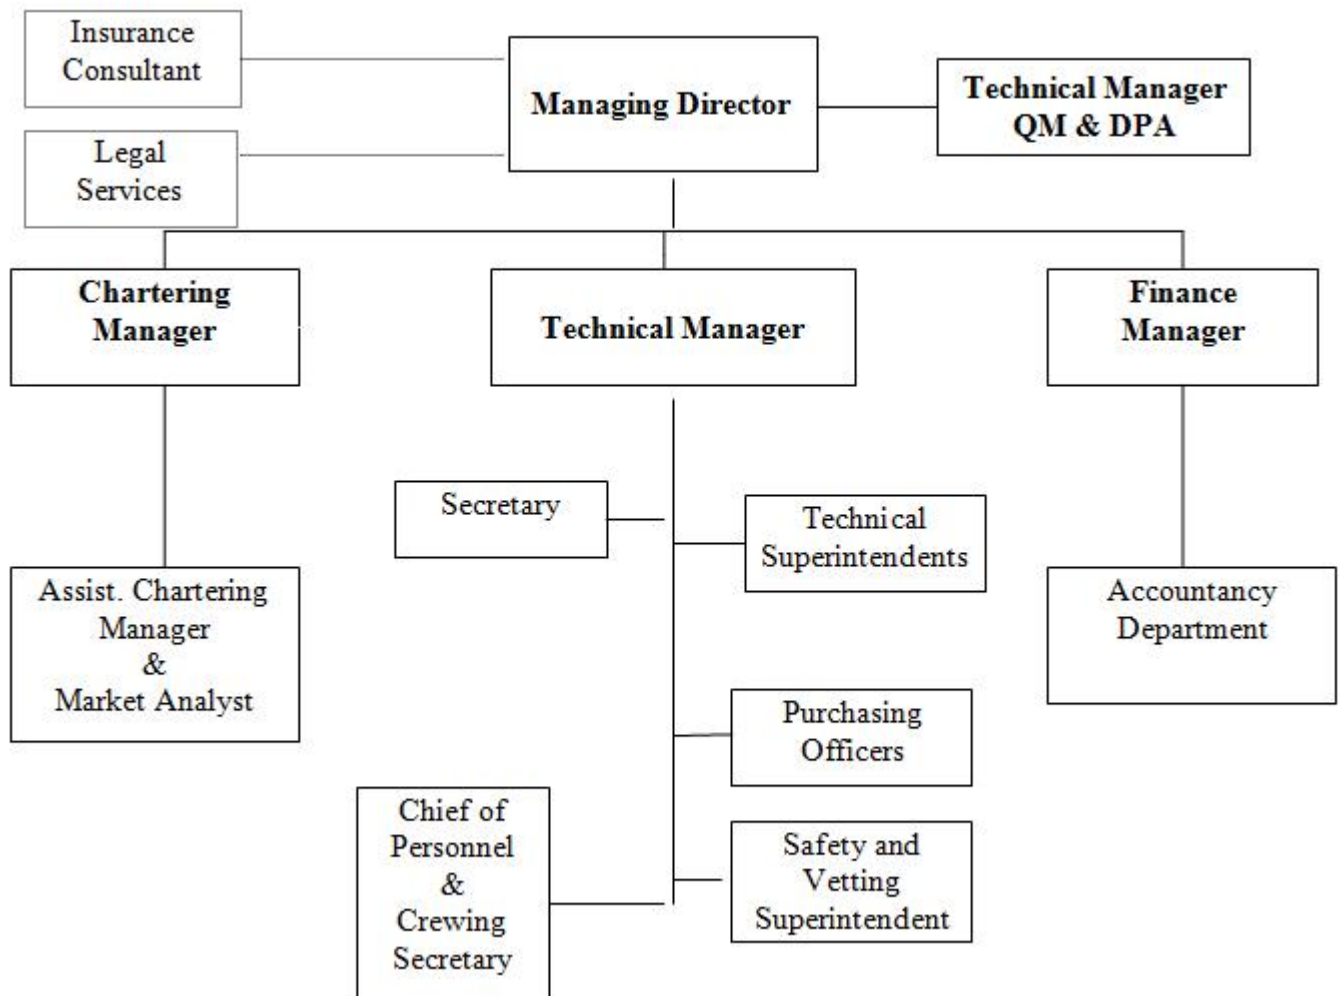 Insurance
Consultant
Managing Director
Technical Manager
QM & DPA
Legal
Services
Chartering
Manager
Technical Manager
Finance
Manager
Secretary
Technical
Superintendents
Assist. Chartering
Manager
&
Market Analyst
Accountancy
Department
Purchasing
Officers
Chief of
Personnel
&
Crewing
Secretary
Safety and
Vetting
Superintendent